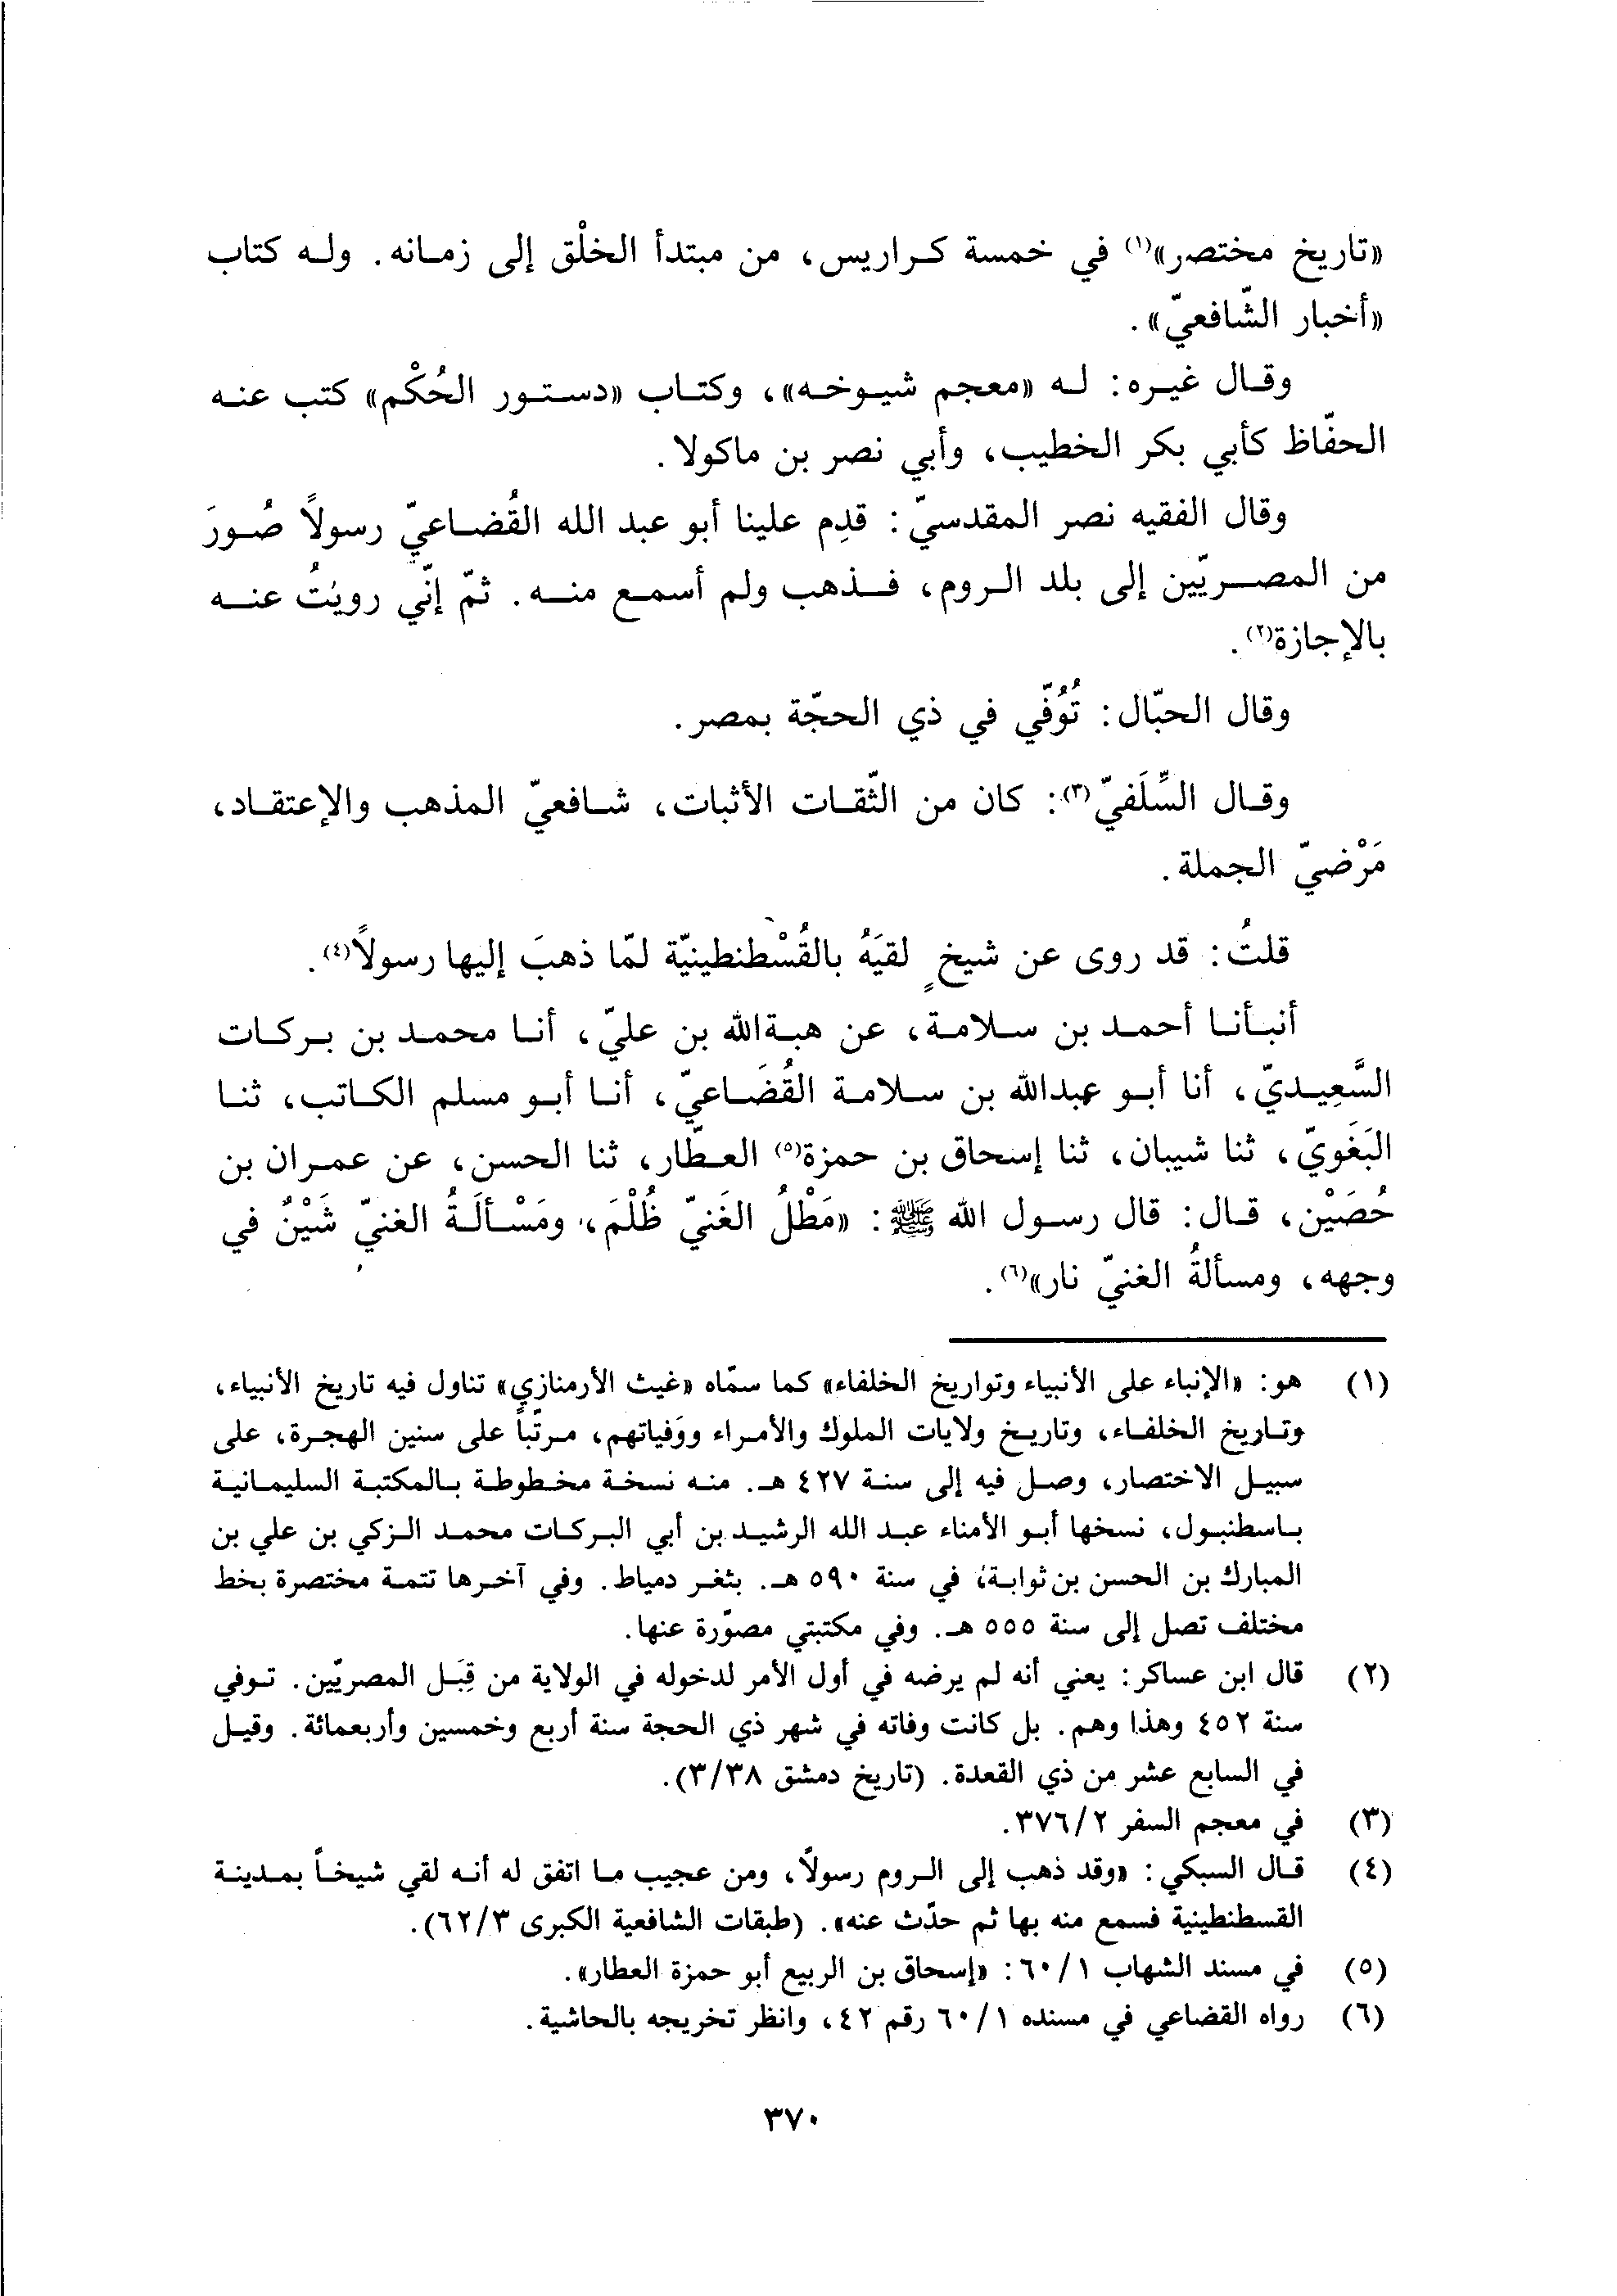 «تاريخ مختصر»(١) في خمسة كراريس، من مبتدأ الخلْق إلى زمانه. وله كتاب
«أخبار الشّافعيّ».
وقال غيره: له «معجم شيوخه»، وكتاب «دستور الحُكْم» كتب عنه
الحفّاظ كأبي بكر الخطيب، وأبي نصر بن ماكولا.
وقال الفقيه نصر المقدسيّ: قدِم علينا أبو عبد الله القُضاعيّ رسولاً صُورَ
من المصريّين إلى بلد الروم، فذهب ولم أسمع منه. ثمّ إنّي رويْتُ عنه
بالإجازة(٢).
وقال الحبّال: تُوُفّي في ذي الحجّة بمصر.
وقال السِّلَفيّ(٣): كان من الثّقات الأثبات، شافعيّ المذهب والإعتقاد،
مَرْضيّ الجملة.
قلتُ: قد روى عن شيخٍ لقيَهُ بالقُسْطنطينيّة لمّا ذهبَ إليها رسولاً(٤).
أنبأنا أحمد بن سلامة، عن هبةالله بن عليّ، أنا محمد بن بركات
السَّعِيديّ، أنا أبو عبدالله بن سلامة القُضَاعيّ، أنا أبو مسلم الكاتب، ثنا
البَغَويّ، ثنا شيبان، ثنا إسحاق بن حمزة(٥) العطّار، ثنا الحسن، عن عمران بن
حُصَيْن، قال: قال رسول الله ﷺ: «مَطْلُ الغَنيّ ظُلْمَ، ومَسْألَةُ الغنيّ شَيْنٌ في
وجهه، ومسألةُ الغنيّ نار»(٦).
(١) هو: «الإنباء على الأنبياء وتواريخ الخلفاء» كما سمّاه «غيث الأرمنازي» تناول فيه تاريخ الأنبياء،
وتاريخ الخلفاء، وتاريخ ولايات الملوك والأمراء ووَفياتهم، مرتّباً على سنين الهجرة، على
سبيل الاختصار، وصل فيه إلى سنة ٤٢٧ هـ. منه نسخة مخطوطة بالمكتبة السليمانية
باسطنبول، نسخها أبو الأمناء عبد الله الرشيد بن أبي البركات محمد الزكي بن علي بن
المبارك بن الحسن بن ثوابة، في سنة ٥٩٠ هـ. بثغر دمياط. وفي آخرها تتمة مختصرة بخط
مختلف تصل إلى سنة ٥٥٥ هـ. وفي مكتبتي مصوّرة عنها.
(٢) قال ابن عساكر: يعني أنه لم يرضه في أول الأمر لدخوله في الولاية من قِبَل المصريّين. توفي
سنة ٤٥٢ وهذا وهم. بل كانت وفاته في شهر ذي الحجة سنة أربع وخمسين وأربعمائة. وقيل
في السابع عشر من ذي القعدة. (تاريخ دمشق ٣/٣٨).
(٣) في معجم السفر ٣٧٦/٢.
(٤) قال السبكي: «وقد ذهب إلى الروم رسولاً، ومن عجيب ما اتفق له أنه لقي شيخاً بمدينة
القسطنطينية فسمع منه بها ثم حدّث عنه». (طبقات الشافعية الكبرى ٦٢/٣).
(٥) في مسند الشهاب ٦٠/١: «إسحاق بن الربيع أبو حمزة العطار».
(٦) رواه القضاعي في مسنده ٦٠/١ رقم ٤٢، وانظر تخريجه بالحاشية.
٣٧٠